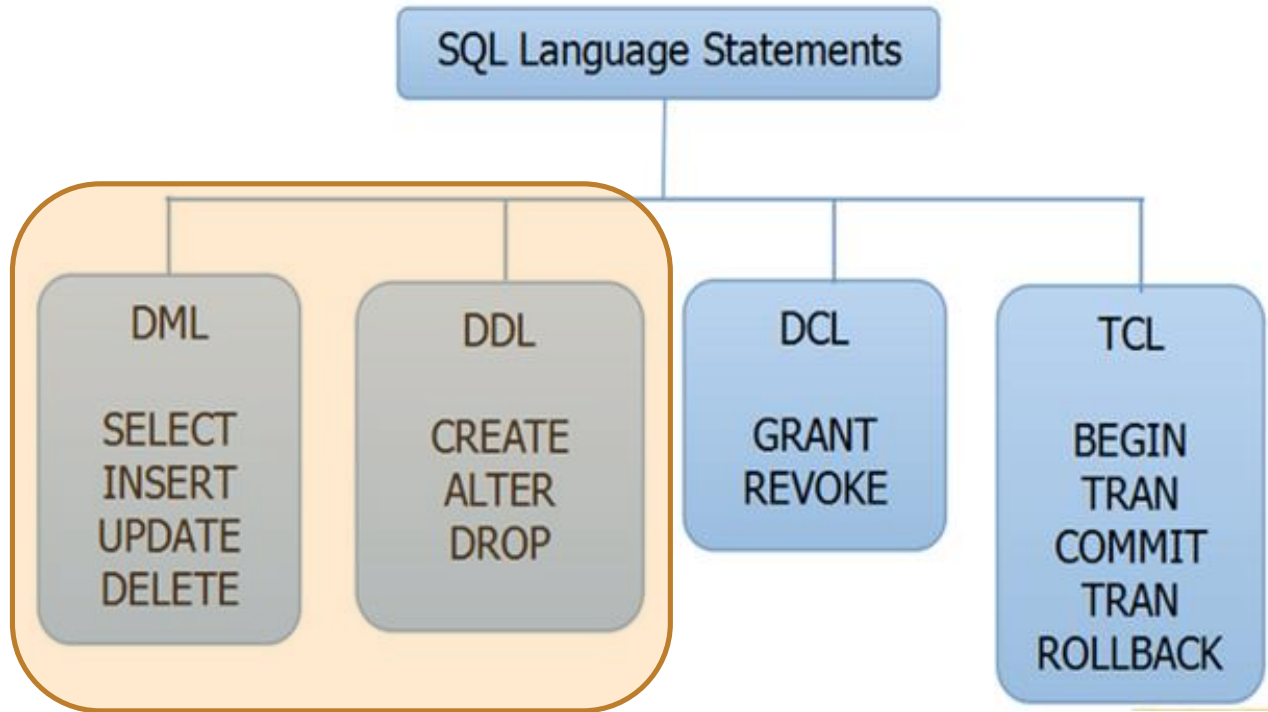 SQL Language Statements
DML
SELECT
INSERT
UPDATE
DELETE
DDL
CREATE
ALTER
DROP
DCL
GRANT
REVOKE
TCL
BEGIN
TRAN
COMMIT
TRAN
ROLLBACK